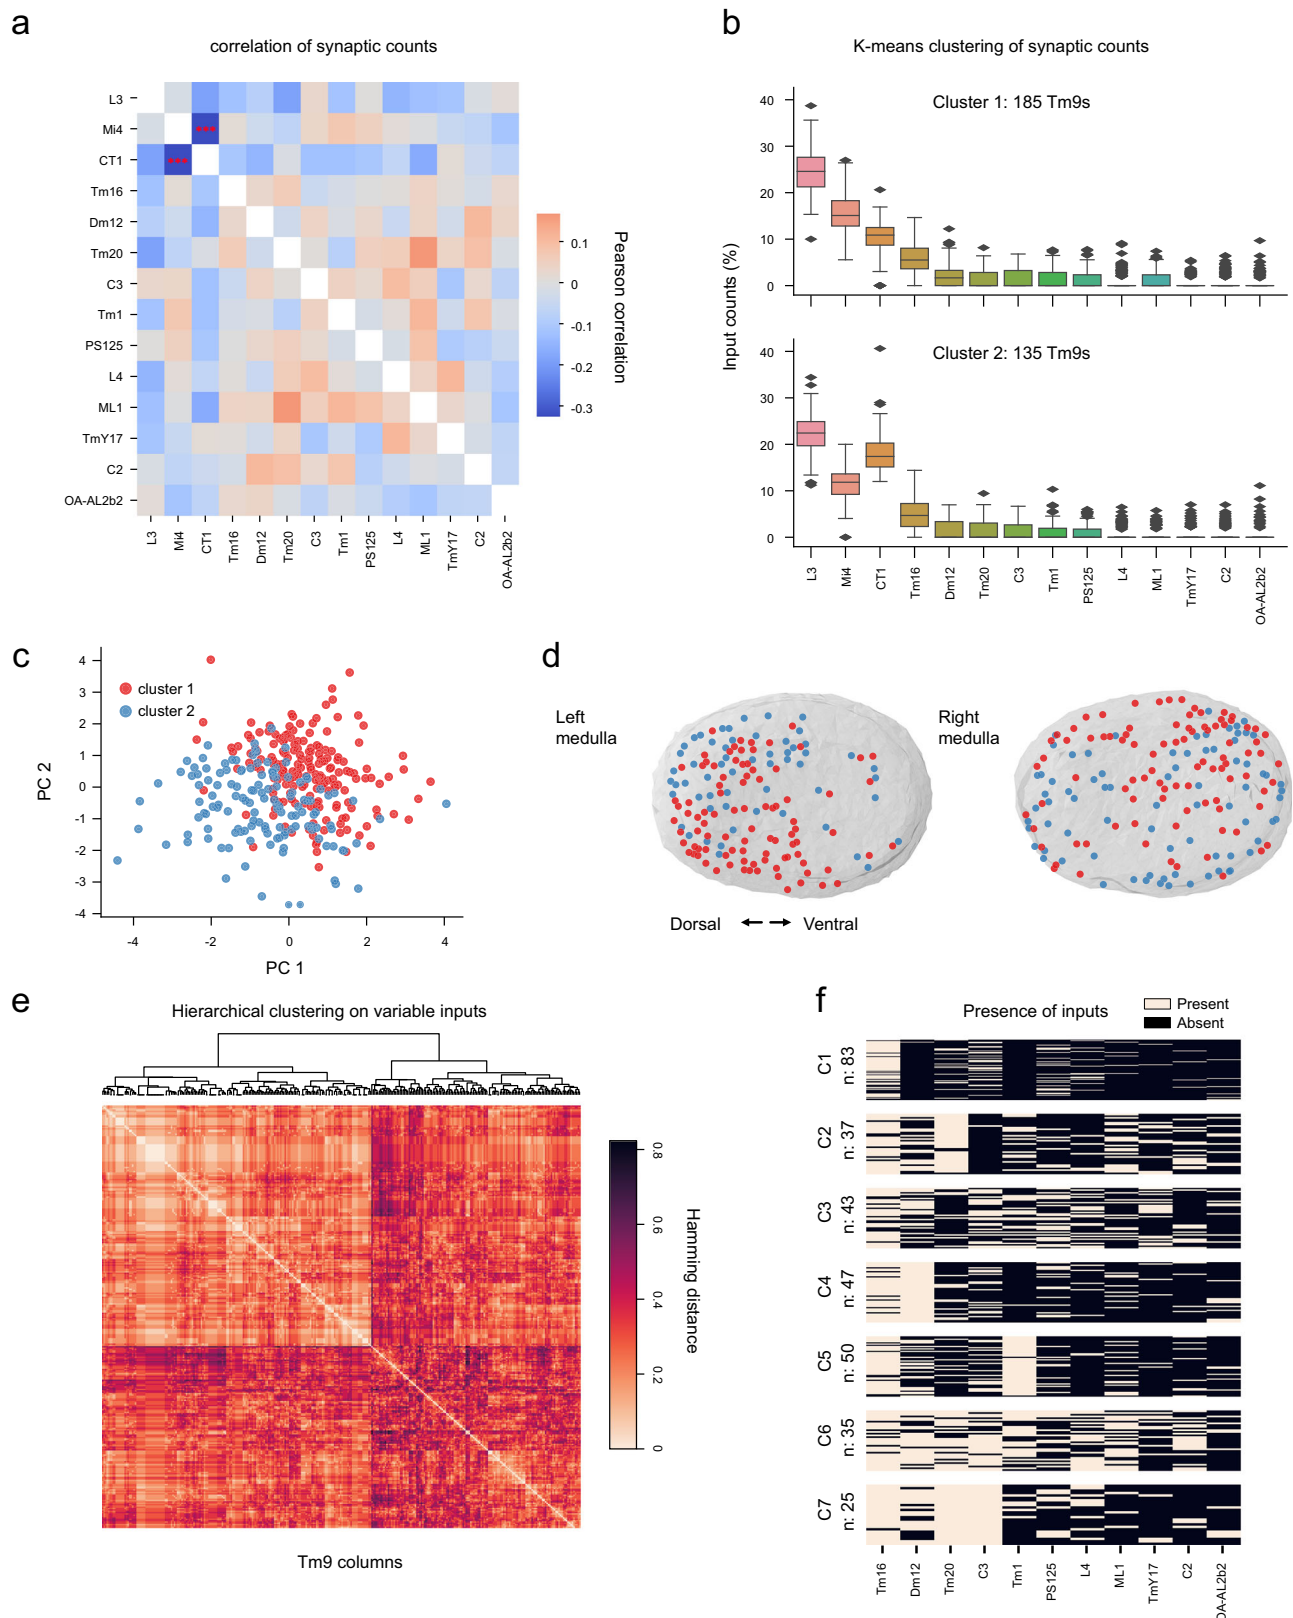 a
correlation of synaptic counts
L3
Mi4
CT1
Tm16
Dm12
Tm20
C3
Tm1
PS125
L4
ML1
TmY17
C2
OA-AL2b2
***
***
L3
Mi4
CT1
Tm16
Dm12
Tm20
C3
Tm1
PS125
L4
ML1
TmY17
C2
OA-AL2b2
0.1
0
-0.1
-0.2
-0.3
Pearson correlation
b
K-means clustering of synaptic counts
Cluster 1: 185 Tm9s
40
30
20
10
0
Input counts (%)
Cluster 2: 135 Tm9s
40
30
20
10
0
L3
Mi4
CT1
Tm16
Dm12
Tm20
C3
Tm1
PS125
L4
ML1
TmY17
C2
OA-AL2b2
c
cluster 1
cluster 2
4
3
2
1
0
-1
-2
-3
-4
PC 2
-4
-2
0
2
4
PC 1
d
Left
medulla
Right
medulla
Dorsal
Ventral
e
Hierarchical clustering on variable inputs
0.8
0.6
0.4
0.2
0
Hamming distance
Tm9 columns
f
Presence of inputs
Present
Absent
C1
n: 83
C2
n: 37
C3
n: 43
C4
n: 47
C5
n: 50
C6
n: 35
C7
n: 25
Tm16
Dm12
Tm20
C3
Tm1
PS125
L4
ML1
TmY17
C2
OA-AL2b2